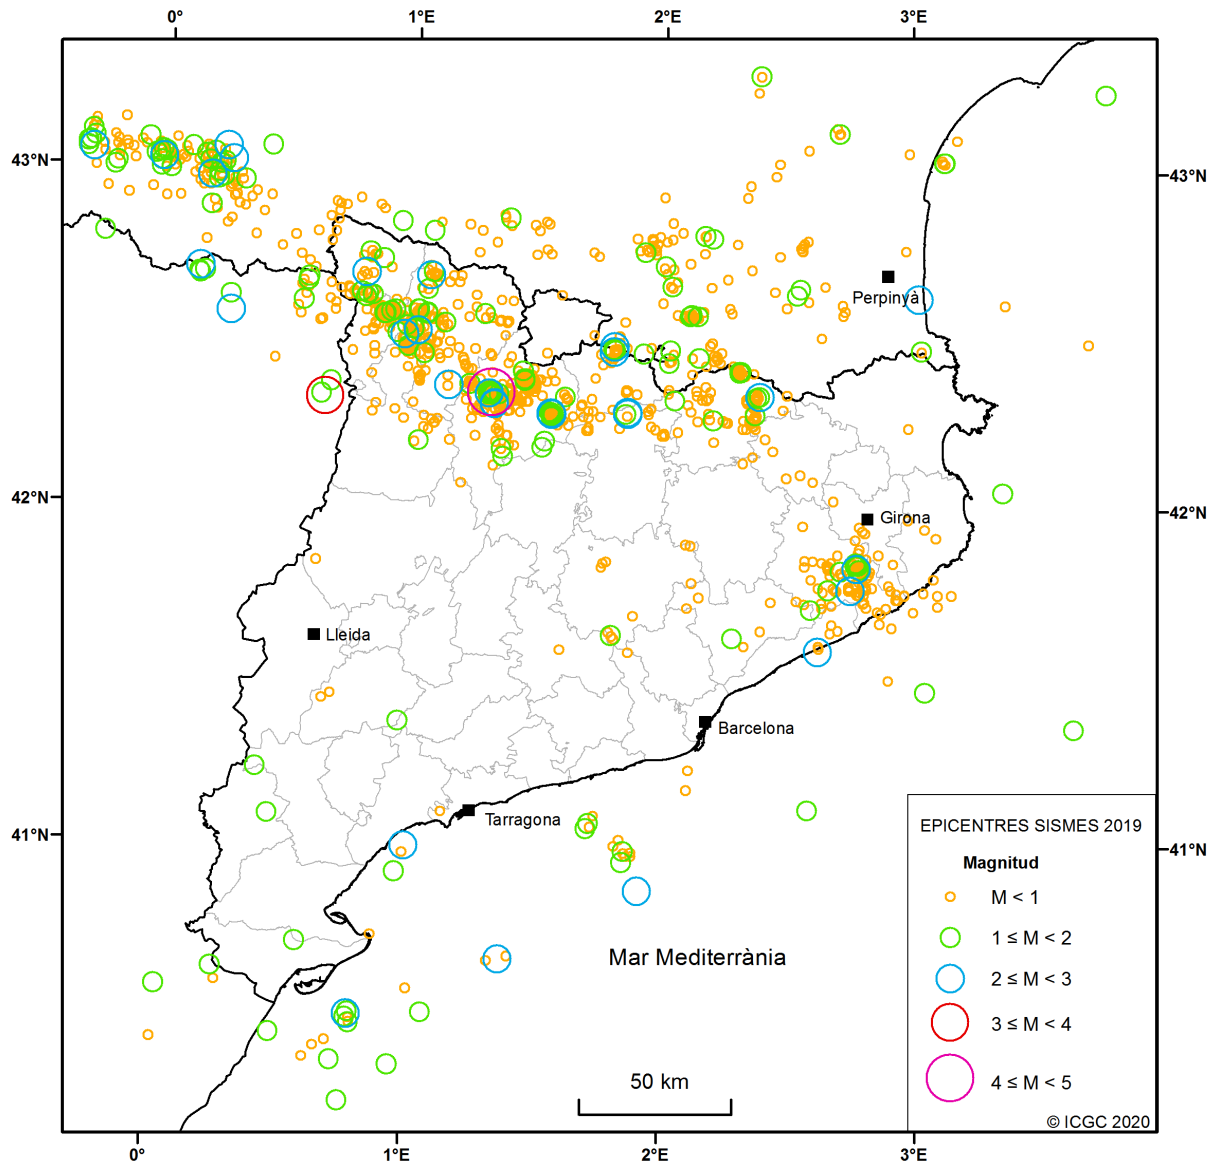 0° 1°E 2°E 3°E
43°N 43°N
Perpinyà
42°N 42°N
Girona
Lleida
Barcelona
Tarragona
41°N 41°N
EPICENTRES SISMES 2019
Magnitud
M < 1
1 ≤ M < 2
2 ≤ M < 3
3 ≤ M < 4
4 ≤ M < 5
Mar Mediterrània
50 km
© ICGC 2020
0° 1°E 2°E 3°E